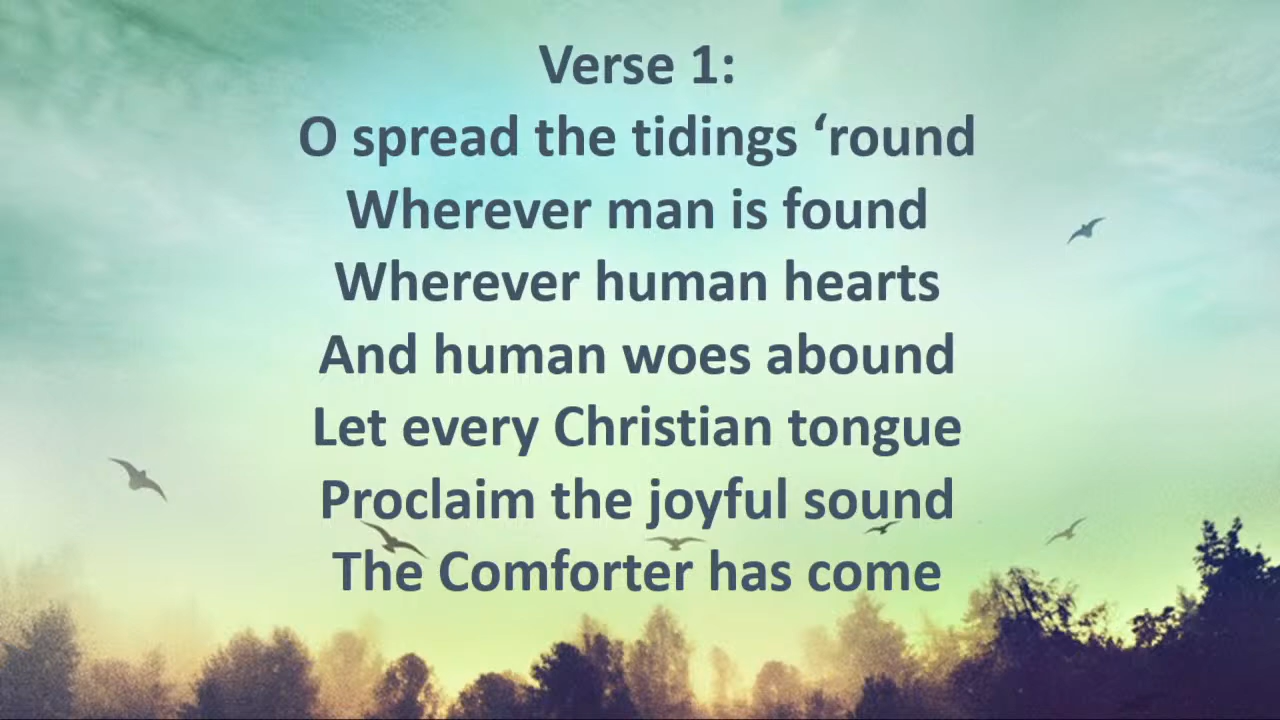 Verse 1:
O spread the tidings ‘round
Wherever man is found
Wherever human hearts
And human woes abound
Let every Christian tongue
Proclaim the joyful sound
The Comforter has come